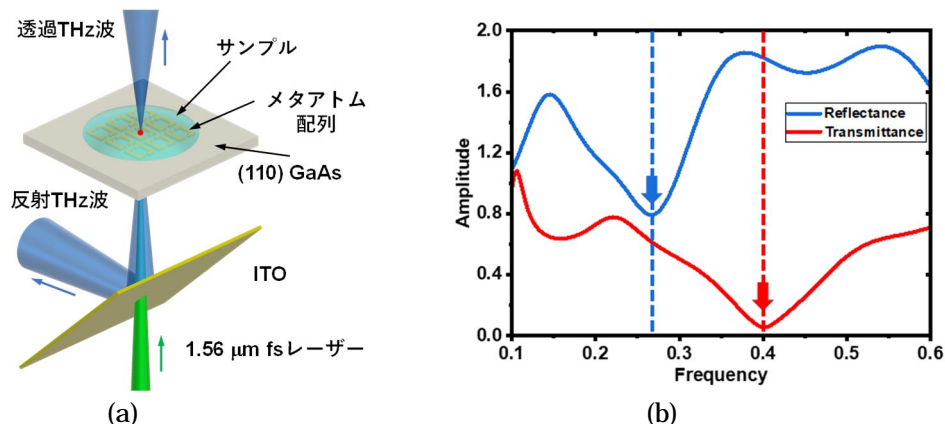 透過THz波
サンプル
メタアトム
配列
(110) GaAs
反射THz波
ITO
1.56 μm fsレーザー
(a)
Amplitude
2.0
1.6
1.2
0.8
0.4
0.0
Reflectance
Transmittance
0.1 0.2 0.3 0.4 0.5 0.6
Frequency
(b)